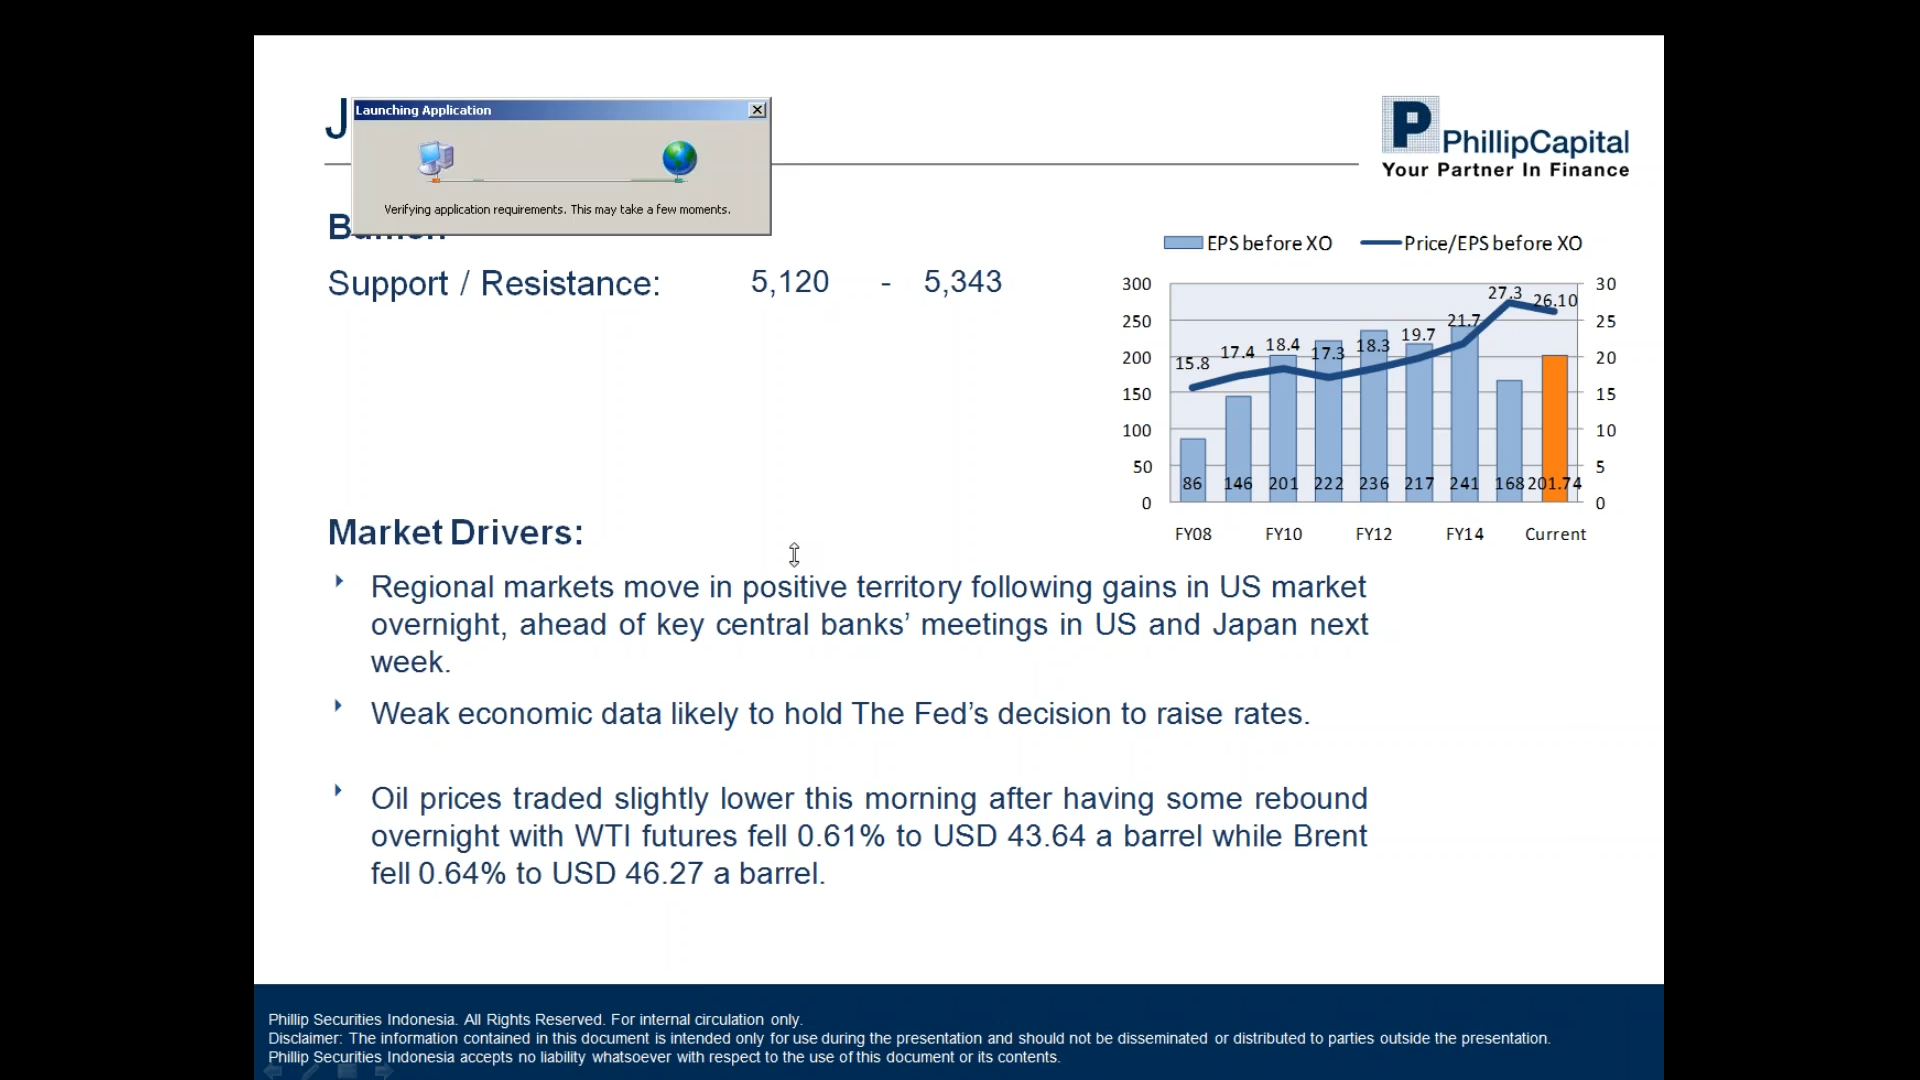 J
Launching Application
Verifying application requirements. This may take a few moments.
P
PhillipCapital
Your Partner In Finance
Support / Resistance: 5,120 - 5,343
EPS before XO Price/EPS before XO
300 250 200 150 100 50 0
30 25 20 15 10 5 0
15.8 17.4 18.4 17.3 18.3 19.7 21.7 27.3 26.10
86 146 201 222 236 217 241 168 201.74
FY08 FY10 FY12 FY14 Current
Market Drivers:
Regional markets move in positive territory following gains in US market
overnight, ahead of key central banks’ meetings in US and Japan next
week.
Weak economic data likely to hold The Fed’s decision to raise rates.
Oil prices traded slightly lower this morning after having some rebound
overnight with WTI futures fell 0.61% to USD 43.64 a barrel while Brent
fell 0.64% to USD 46.27 a barrel.
Phillip Securities Indonesia. All Rights Reserved. For internal circulation only.
Disclaimer: The information contained in this document is intended only for use during the presentation and should not be disseminated or distributed to parties outside the presentation.
Phillip Securities Indonesia accepts no liability whatsoever with respect to the use of this document or its contents.